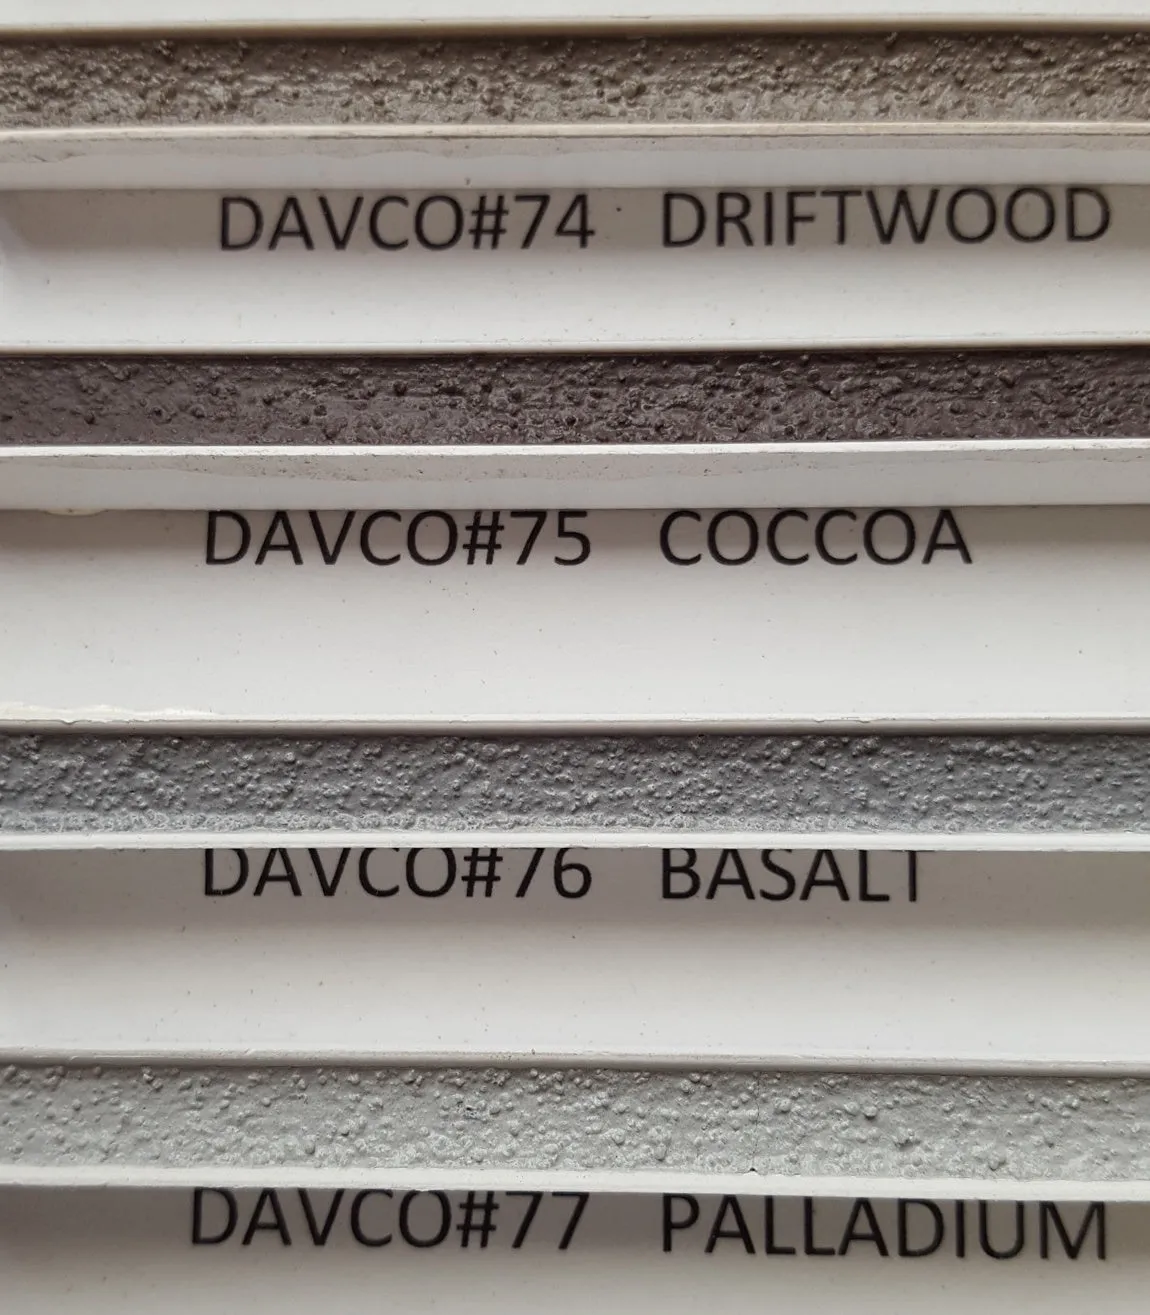 DAVCO#74 DRIFTWOOD
DAVCO#75 COCCOA
DAVCO#76 BASALT
DAVCO#77 PALLADIUM